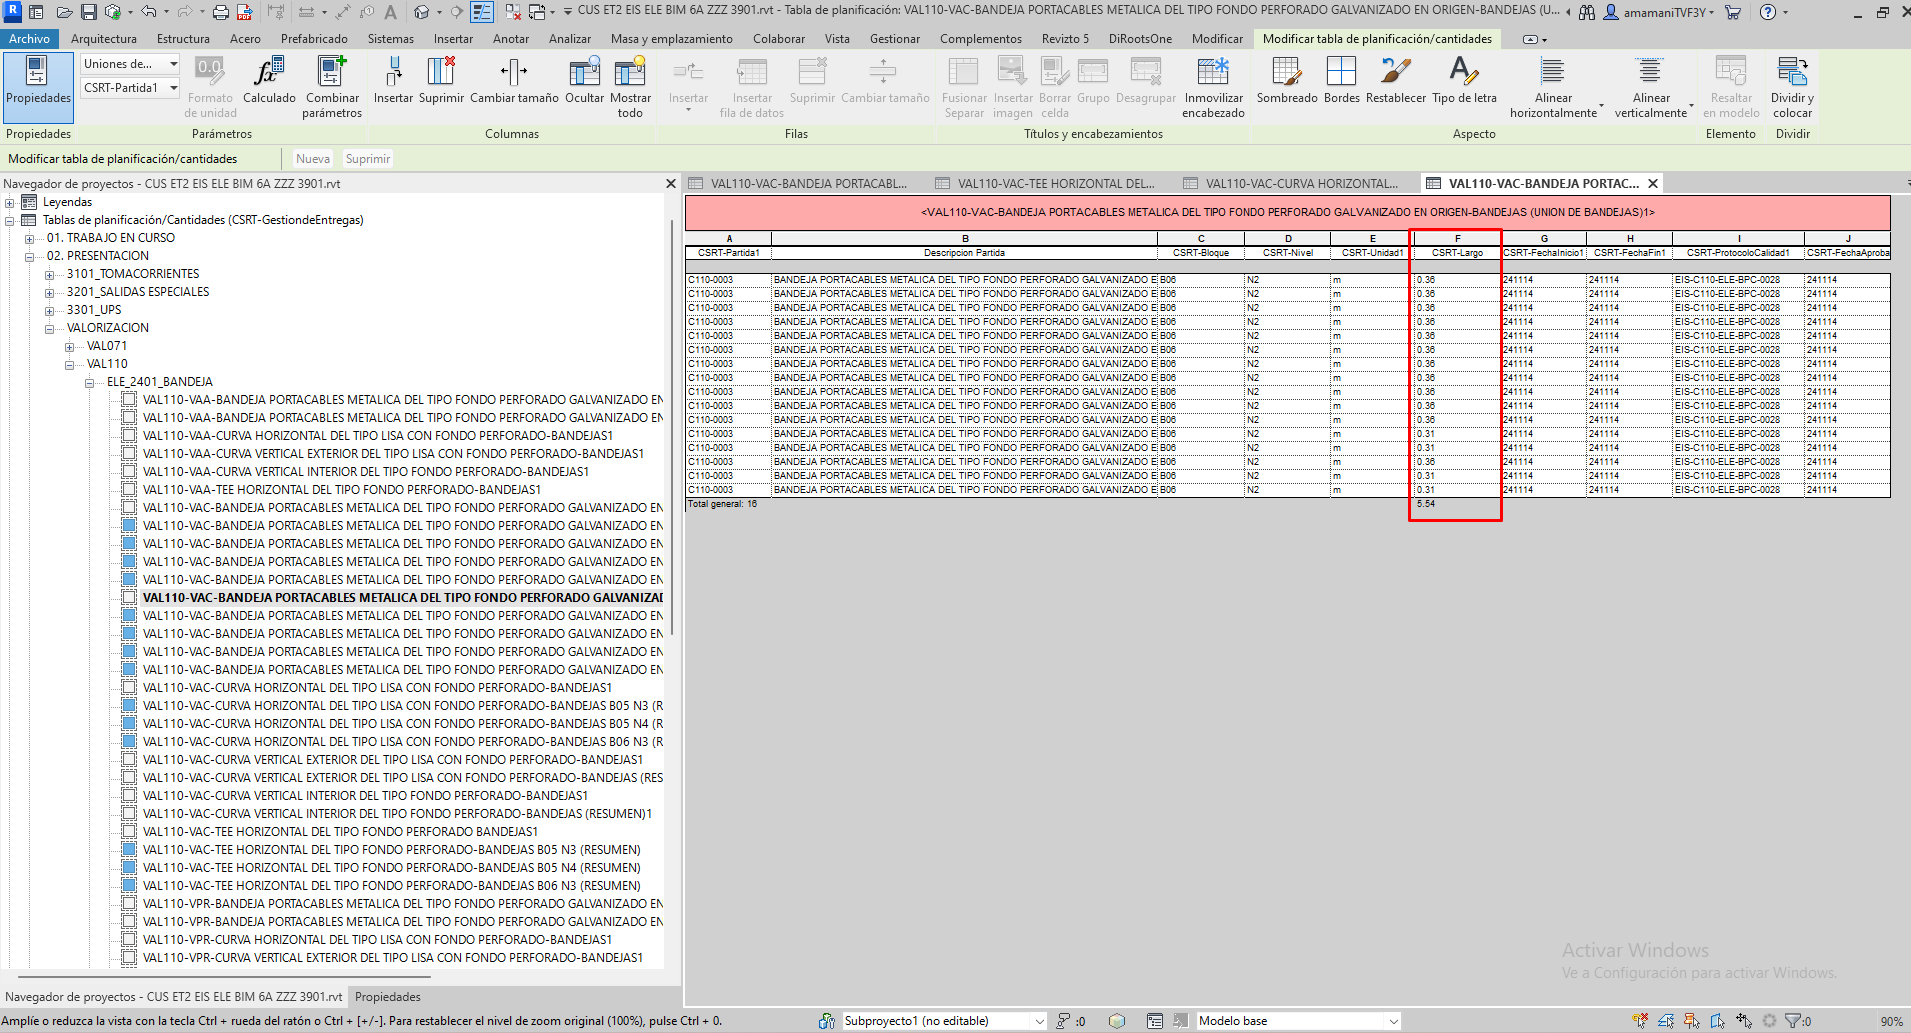 CUS ET2 EIS ELE BIM 6A ZZZ 3901.rvt - Tabla de planificación: VAL110-VAC-BANDEJA PORTACABLES METALICA DEL TIPO FONDO PERFORADO GALVANIZADO EN ORIGEN-BANDEJAS (U...
amamaniTVF3Y
Archivo Arquitectura Estructura Acero Prefabricado Sistemas Insertar Anotar Analizar Masa y emplazamiento Colaborar Vista Gestionar Complementos Revizto 5 DiRootsOne Modificar Modificar tabla de planificación/cantidades
Propiedades
Uniones de...
CSRT-Partida1
Formato de unidad
Calculado
Combinar parámetros
Insertar Suprimir Cambiar tamaño Ocultar Mostrar todo
Insertar Insertar fila de datos Suprimir Cambiar tamaño
Fusionar Separar Insertar imagen Borrar celda Grupo Desagrupar Inmovilizar encabezado
Sombreado Bordes Restablecer Tipo de letra Alinear horizontalmente Alinear verticalmente
Resaltar en modelo
Dividir y colocar
Propiedades Parámetros Columnas Filas Títulos y encabezamientos Aspecto Elemento Dividir
Modificar tabla de planificación/cantidades Nueva Suprimir
Navegador de proyectos - CUS ET2 EIS ELE BIM 6A ZZZ 3901.rvt
Leyendas
Tablas de planificación/Cantidades (CSRT-GestiondeEntregas)
01. TRABAJO EN CURSO
02. PRESENTACION
3101_TOMACORRIENTES
3201_SALIDAS ESPECIALES
3301_UPS
VALORIZACION
VAL071
VAL110
ELE_2401_BANDEJA
VAL110-VAA-BANDEJA PORTACABLES METALICA DEL TIPO FONDO PERFORADO GALVANIZADO EN
VAL110-VAA-BANDEJA PORTACABLES METALICA DEL TIPO FONDO PERFORADO GALVANIZADO EN
VAL110-VAA-CURVA HORIZONTAL DEL TIPO LISA CON FONDO PERFORADO-BANDEJAS1
VAL110-VAA-CURVA VERTICAL EXTERIOR DEL TIPO LISA CON FONDO PERFORADO-BANDEJAS1
VAL110-VAA-CURVA VERTICAL INTERIOR DEL TIPO FONDO PERFORADO-BANDEJAS1
VAL110-VAA-TEE HORIZONTAL DEL TIPO FONDO PERFORADO-BANDEJAS1
VAL110-VAC-BANDEJA PORTACABLES METALICA DEL TIPO FONDO PERFORADO GALVANIZADO EN
VAL110-VAC-BANDEJA PORTACABLES METALICA DEL TIPO FONDO PERFORADO GALVANIZADO EN
VAL110-VAC-BANDEJA PORTACABLES METALICA DEL TIPO FONDO PERFORADO GALVANIZADO EN
VAL110-VAC-BANDEJA PORTACABLES METALICA DEL TIPO FONDO PERFORADO GALVANIZADO EN
VAL110-VAC-BANDEJA PORTACABLES METALICA DEL TIPO FONDO PERFORADO GALVANIZADO EN
VAL110-VAC-BANDEJA PORTACABLES METALICA DEL TIPO FONDO PERFORADO GALVANIZAD
VAL110-VAC-BANDEJA PORTACABLES METALICA DEL TIPO FONDO PERFORADO GALVANIZADO EN
VAL110-VAC-BANDEJA PORTACABLES METALICA DEL TIPO FONDO PERFORADO GALVANIZADO EN
VAL110-VAC-BANDEJA PORTACABLES METALICA DEL TIPO FONDO PERFORADO GALVANIZADO EN
VAL110-VAC-BANDEJA PORTACABLES METALICA DEL TIPO FONDO PERFORADO GALVANIZADO EN
VAL110-VAC-CURVA HORIZONTAL DEL TIPO LISA CON FONDO PERFORADO-BANDEJAS1
VAL110-VAC-CURVA HORIZONTAL DEL TIPO LISA CON FONDO PERFORADO-BANDEJAS B05 N3 (R
VAL110-VAC-CURVA HORIZONTAL DEL TIPO LISA CON FONDO PERFORADO-BANDEJAS B05 N4 (R
VAL110-VAC-CURVA HORIZONTAL DEL TIPO LISA CON FONDO PERFORADO-BANDEJAS B06 N3 (R
VAL110-VAC-CURVA VERTICAL EXTERIOR DEL TIPO LISA CON FONDO PERFORADO-BANDEJAS1
VAL110-VAC-CURVA VERTICAL EXTERIOR DEL TIPO LISA CON FONDO PERFORADO-BANDEJAS (RES
VAL110-VAC-CURVA VERTICAL INTERIOR DEL TIPO FONDO PERFORADO-BANDEJAS1
VAL110-VAC-CURVA VERTICAL INTERIOR DEL TIPO FONDO PERFORADO-BANDEJAS (RESUMEN)1
VAL110-VAC-TEE HORIZONTAL DEL TIPO FONDO PERFORADO BANDEJAS1
VAL110-VAC-TEE HORIZONTAL DEL TIPO FONDO PERFORADO-BANDEJAS B05 N3 (RESUMEN)
VAL110-VAC-TEE HORIZONTAL DEL TIPO FONDO PERFORADO-BANDEJAS B05 N4 (RESUMEN)
VAL110-VAC-TEE HORIZONTAL DEL TIPO FONDO PERFORADO-BANDEJAS B06 N3 (RESUMEN)
VAL110-VPR-BANDEJA PORTACABLES METALICA DEL TIPO FONDO PERFORADO GALVANIZADO EN
VAL110-VPR-BANDEJA PORTACABLES METALICA DEL TIPO FONDO PERFORADO GALVANIZADO EN
VAL110-VPR-CURVA HORIZONTAL DEL TIPO LISA CON FONDO PERFORADO-BANDEJAS1
VAL110-VPR-CURVA VERTICAL EXTERIOR DEL TIPO LISA CON FONDO PERFORADO-BANDEJAS1
Navegador de proyectos - CUS ET2 EIS ELE BIM 6A ZZZ 3901.rvt Propiedades
VAL110-VAC-BANDEJA PORTACABL... VAL110-VAC-TEE HORIZONTAL DEL... VAL110-VAC-CURVA HORIZONTAL... VAL110-VAC-BANDEJA PORTAC...
<VAL110-VAC-BANDEJA PORTACABLES METALICA DEL TIPO FONDO PERFORADO GALVANIZADO EN ORIGEN-BANDEJAS (UNION DE BANDEJAS)1>
A B C D E F G H I J
CSRT-Partida1 Descripcion Partida CSRT-Bloque CSRT-Nivel CSRT-Unidad1 CSRT-Largo CSRT-FechaInicio1 CSRT-FechaFin1 CSRT-ProtocoloCalidad1 CSRT-FechaAproba
C110-0003 BANDEJA PORTACABLES METALICA DEL TIPO FONDO PERFORADO GALVANIZADO E B06 N2 m 0.36 241114 241114 EIS-C110-ELE-BPC-0028 241114
C110-0003 BANDEJA PORTACABLES METALICA DEL TIPO FONDO PERFORADO GALVANIZADO E B06 N2 m 0.36 241114 241114 EIS-C110-ELE-BPC-0028 241114
C110-0003 BANDEJA PORTACABLES METALICA DEL TIPO FONDO PERFORADO GALVANIZADO E B06 N2 m 0.36 241114 241114 EIS-C110-ELE-BPC-0028 241114
C110-0003 BANDEJA PORTACABLES METALICA DEL TIPO FONDO PERFORADO GALVANIZADO E B06 N2 m 0.36 241114 241114 EIS-C110-ELE-BPC-0028 241114
C110-0003 BANDEJA PORTACABLES METALICA DEL TIPO FONDO PERFORADO GALVANIZADO E B06 N2 m 0.36 241114 241114 EIS-C110-ELE-BPC-0028 241114
C110-0003 BANDEJA PORTACABLES METALICA DEL TIPO FONDO PERFORADO GALVANIZADO E B06 N2 m 0.36 241114 241114 EIS-C110-ELE-BPC-0028 241114
C110-0003 BANDEJA PORTACABLES METALICA DEL TIPO FONDO PERFORADO GALVANIZADO E B06 N2 m 0.36 241114 241114 EIS-C110-ELE-BPC-0028 241114
C110-0003 BANDEJA PORTACABLES METALICA DEL TIPO FONDO PERFORADO GALVANIZADO E B06 N2 m 0.36 241114 241114 EIS-C110-ELE-BPC-0028 241114
C110-0003 BANDEJA PORTACABLES METALICA DEL TIPO FONDO PERFORADO GALVANIZADO E B06 N2 m 0.36 241114 241114 EIS-C110-ELE-BPC-0028 241114
C110-0003 BANDEJA PORTACABLES METALICA DEL TIPO FONDO PERFORADO GALVANIZADO E B06 N2 m 0.36 241114 241114 EIS-C110-ELE-BPC-0028 241114
C110-0003 BANDEJA PORTACABLES METALICA DEL TIPO FONDO PERFORADO GALVANIZADO E B06 N2 m 0.36 241114 241114 EIS-C110-ELE-BPC-0028 241114
C110-0003 BANDEJA PORTACABLES METALICA DEL TIPO FONDO PERFORADO GALVANIZADO E B06 N2 m 0.31 241114 241114 EIS-C110-ELE-BPC-0028 241114
C110-0003 BANDEJA PORTACABLES METALICA DEL TIPO FONDO PERFORADO GALVANIZADO E B06 N2 m 0.31 241114 241114 EIS-C110-ELE-BPC-0028 241114
C110-0003 BANDEJA PORTACABLES METALICA DEL TIPO FONDO PERFORADO GALVANIZADO E B06 N2 m 0.36 241114 241114 EIS-C110-ELE-BPC-0028 241114
C110-0003 BANDEJA PORTACABLES METALICA DEL TIPO FONDO PERFORADO GALVANIZADO E B06 N2 m 0.31 241114 241114 EIS-C110-ELE-BPC-0028 241114
C110-0003 BANDEJA PORTACABLES METALICA DEL TIPO FONDO PERFORADO GALVANIZADO E B06 N2 m 0.31 241114 241114 EIS-C110-ELE-BPC-0028 241114
Total general: 16 5.54
Activar Windows
Ve a Configuración para activar Windows.
Amplíe o reduzca la vista con la tecla Ctrl + rueda del ratón o Ctrl + [+/-]. Para restablecer el nivel de zoom original (100%), pulse Ctrl + 0.
Subproyecto1 (no editable) :0 Modelo base :0 90%